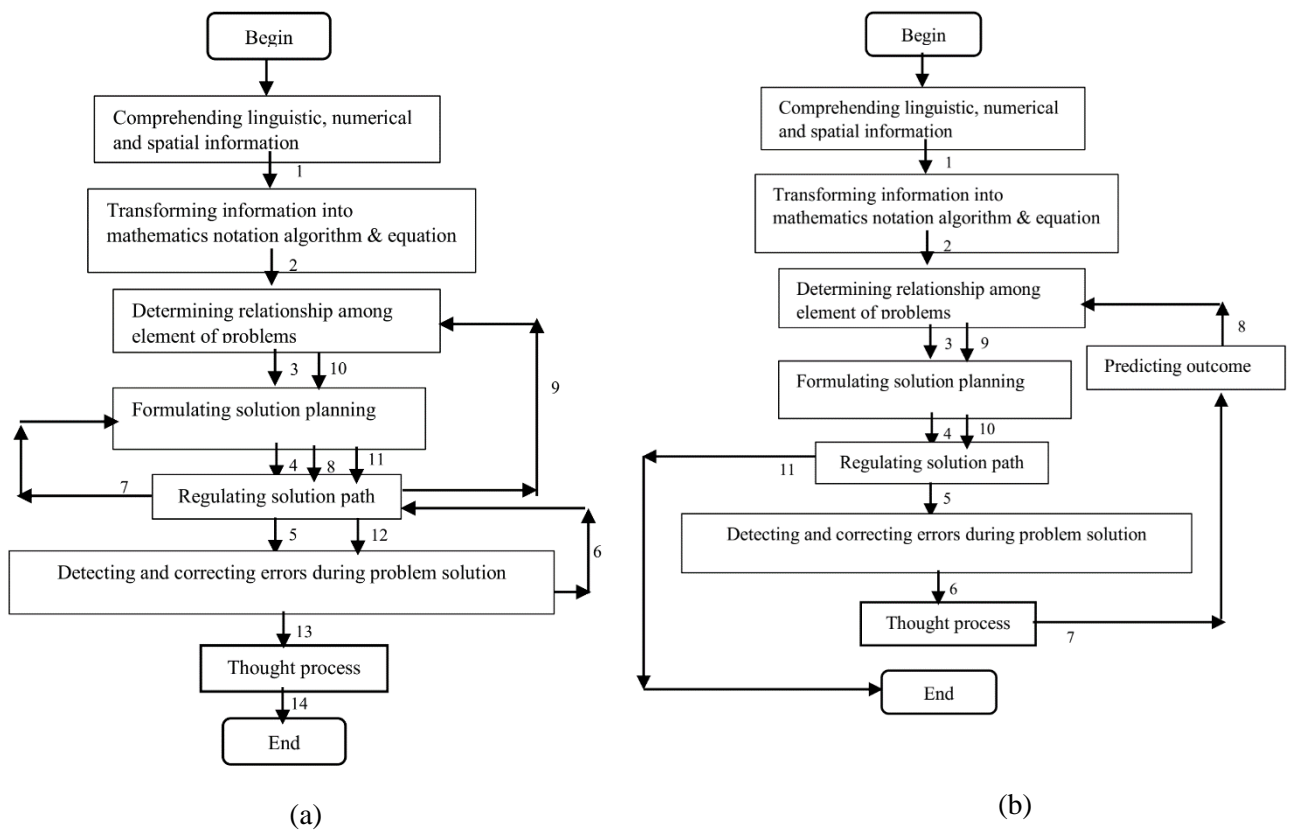 Begin
Comprehending linguistic, numerical
and spatial information
1
Transforming information into
mathematics notation algorithm & equation
2
Determining relationship among
element of problems
3
10
9
Formulating solution planning
4
8
11
7
Regulating solution path
5
12
6
Detecting and correcting errors during problem solution
13
Thought process
14
End
(a)
Begin
Comprehending linguistic, numerical
and spatial information
1
Transforming information into
mathematics notation algorithm & equation
2
Determining relationship among
element of problems
8
3
9
Predicting outcome
Formulating solution planning
4
10
11
Regulating solution path
5
Detecting and correcting errors during problem solution
6
Thought process
7
End
(b)